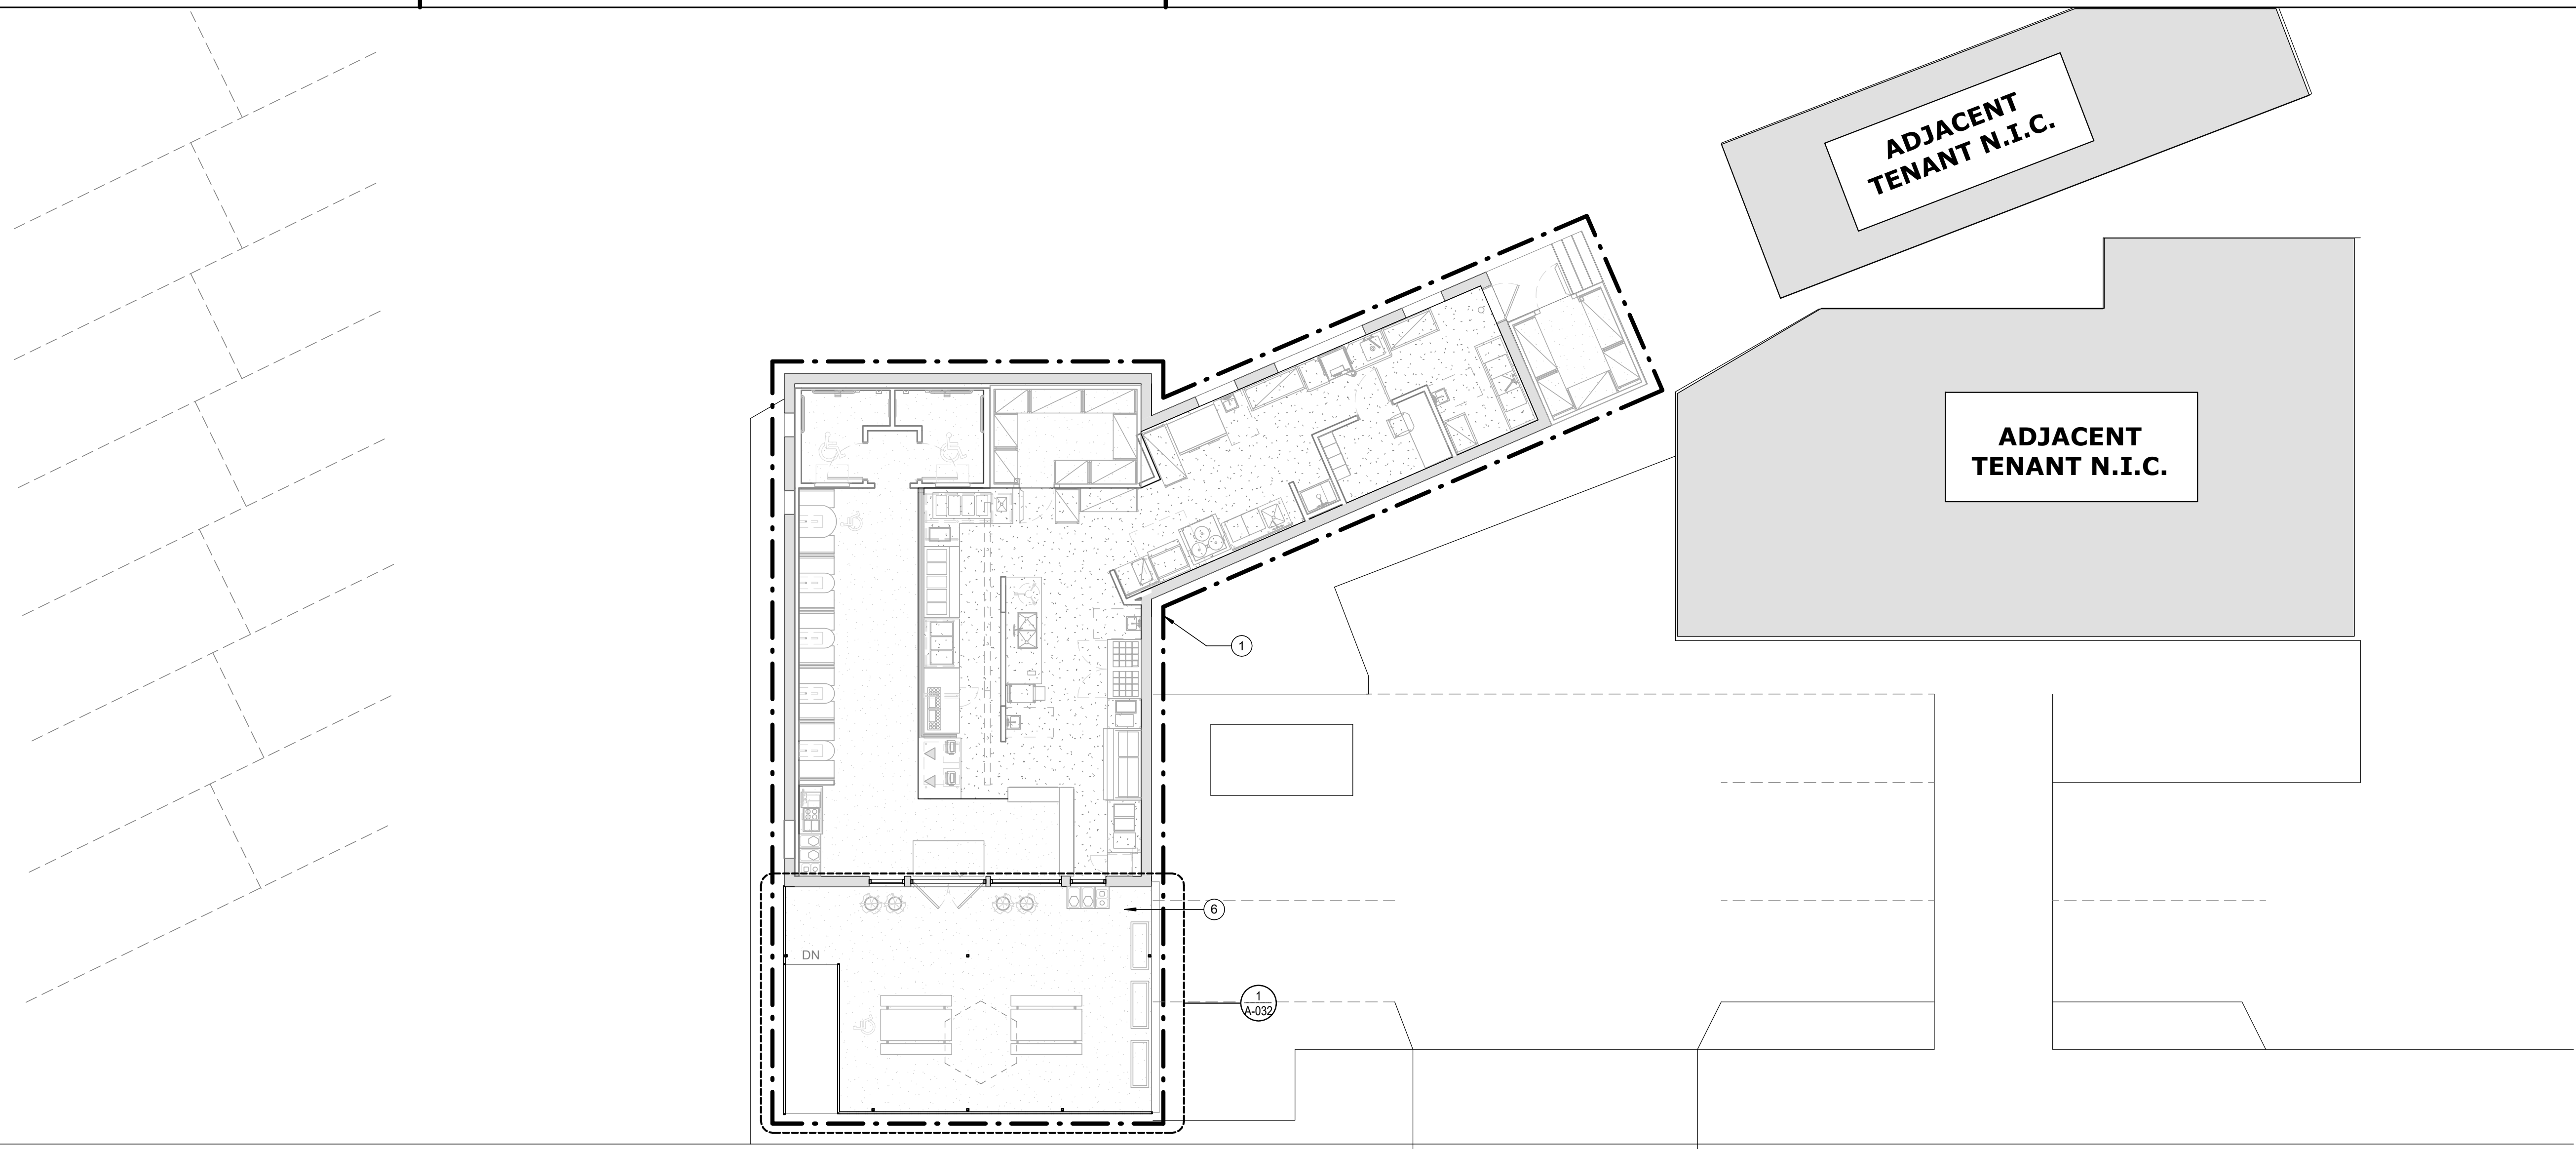 ADJACENT
TENANT N.I.C.
ADJACENT
TENANT N.I.C.
1
6
DN
1
A-032